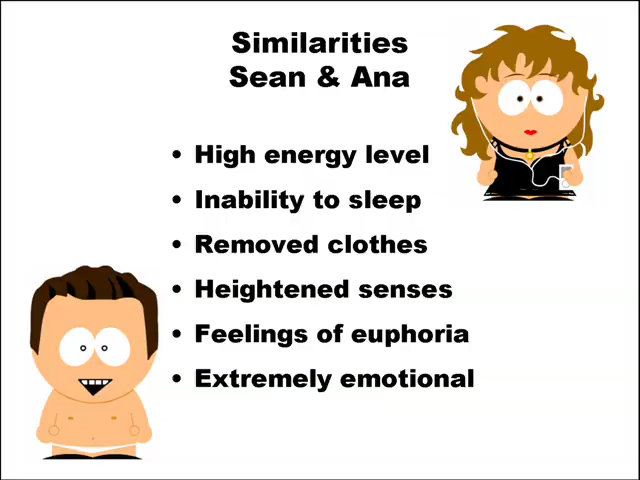 Similarities
Sean & Ana
• High energy level
• Inability to sleep
• Removed clothes
• Heightened senses
• Feelings of euphoria
• Extremely emotional